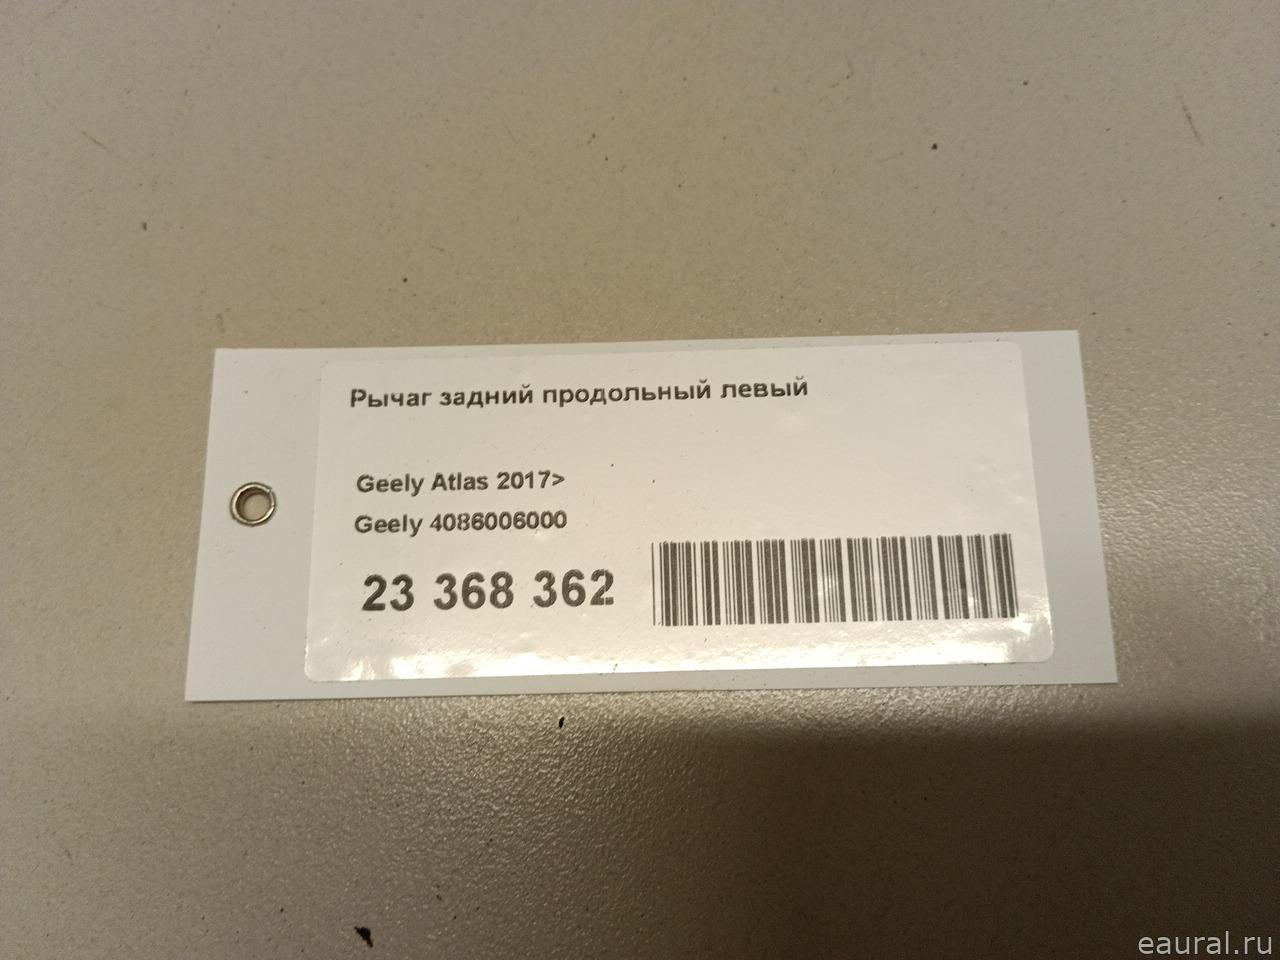 Рычаг задний продольный левый
Geely Atlas 2017>
Geely 4086006000
23 368 362
eaural.ru